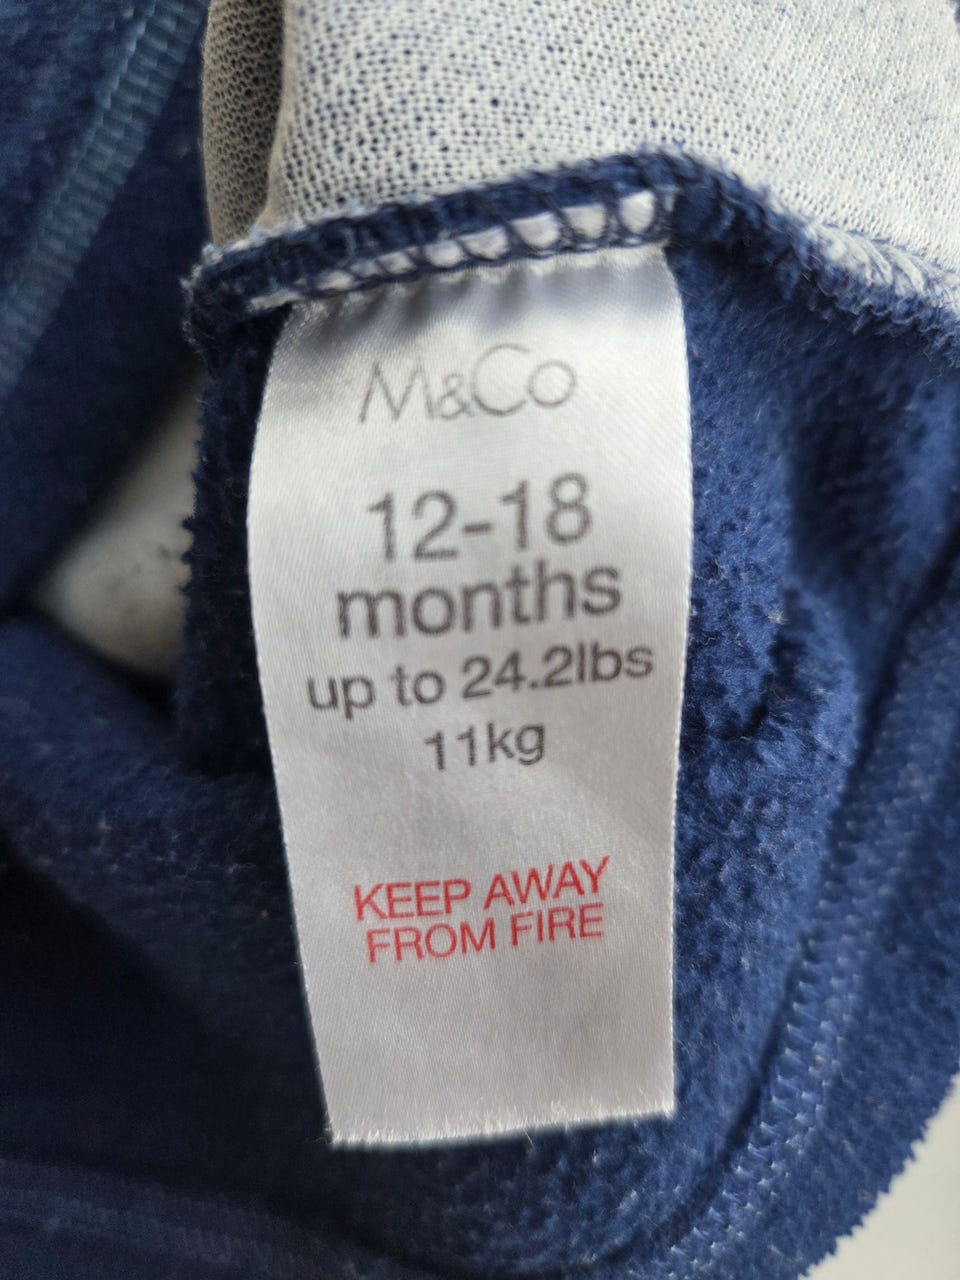 M&Co
12-18
months
up to 24.2lbs
11kg
KEEP AWAY
FROM FIRE